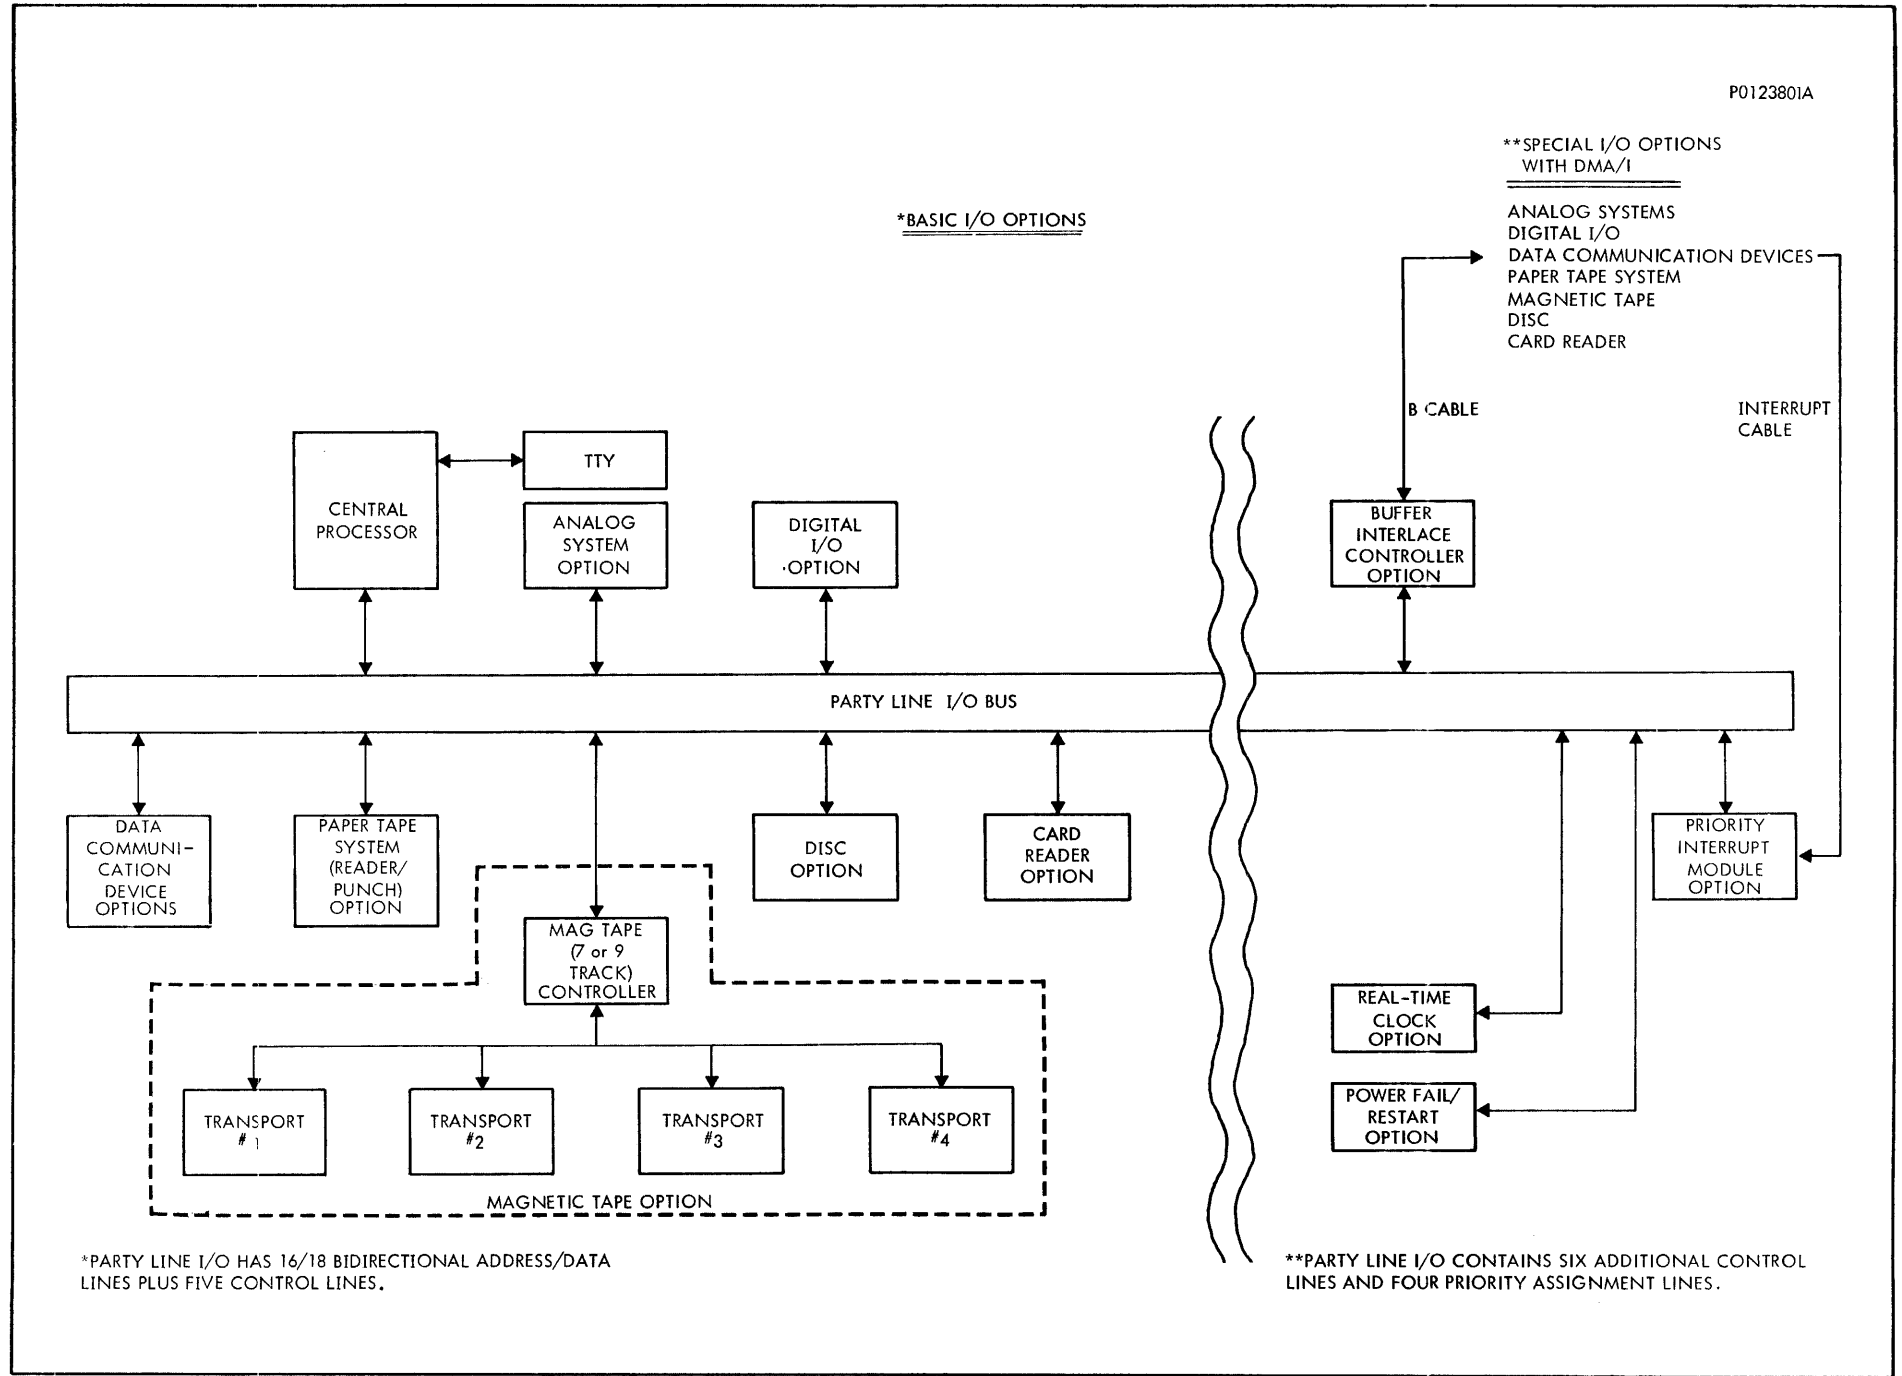 P0123801A
**SPECIAL I/O OPTIONS
WITH DMA/I
*BASIC I/O OPTIONS
ANALOG SYSTEMS
DIGITAL I/O
DATA COMMUNICATION DEVICES
PAPER TAPE SYSTEM
MAGNETIC TAPE
DISC
CARD READER
B CABLE
INTERRUPT
CABLE
CENTRAL
PROCESSOR
TTY
ANALOG
SYSTEM
OPTION
DIGITAL
I/O
OPTION
BUFFER
INTERLACE
CONTROLLER
OPTION
PARTY LINE I/O BUS
DATA
COMMUNI-
CATION
DEVICE
OPTIONS
PAPER TAPE
SYSTEM
(READER/
PUNCH)
OPTION
DISC
OPTION
CARD
READER
OPTION
PRIORITY
INTERRUPT
MODULE
OPTION
MAG TAPE
(7 or 9
TRACK)
CONTROLLER
REAL-TIME
CLOCK
OPTION
TRANSPORT
# 1
TRANSPORT
#2
TRANSPORT
#3
TRANSPORT
#4
POWER FAIL/
RESTART
OPTION
MAGNETIC TAPE OPTION
*PARTY LINE I/O HAS 16/18 BIDIRECTIONAL ADDRESS/DATA
LINES PLUS FIVE CONTROL LINES.
**PARTY LINE I/O CONTAINS SIX ADDITIONAL CONTROL
LINES AND FOUR PRIORITY ASSIGNMENT LINES.